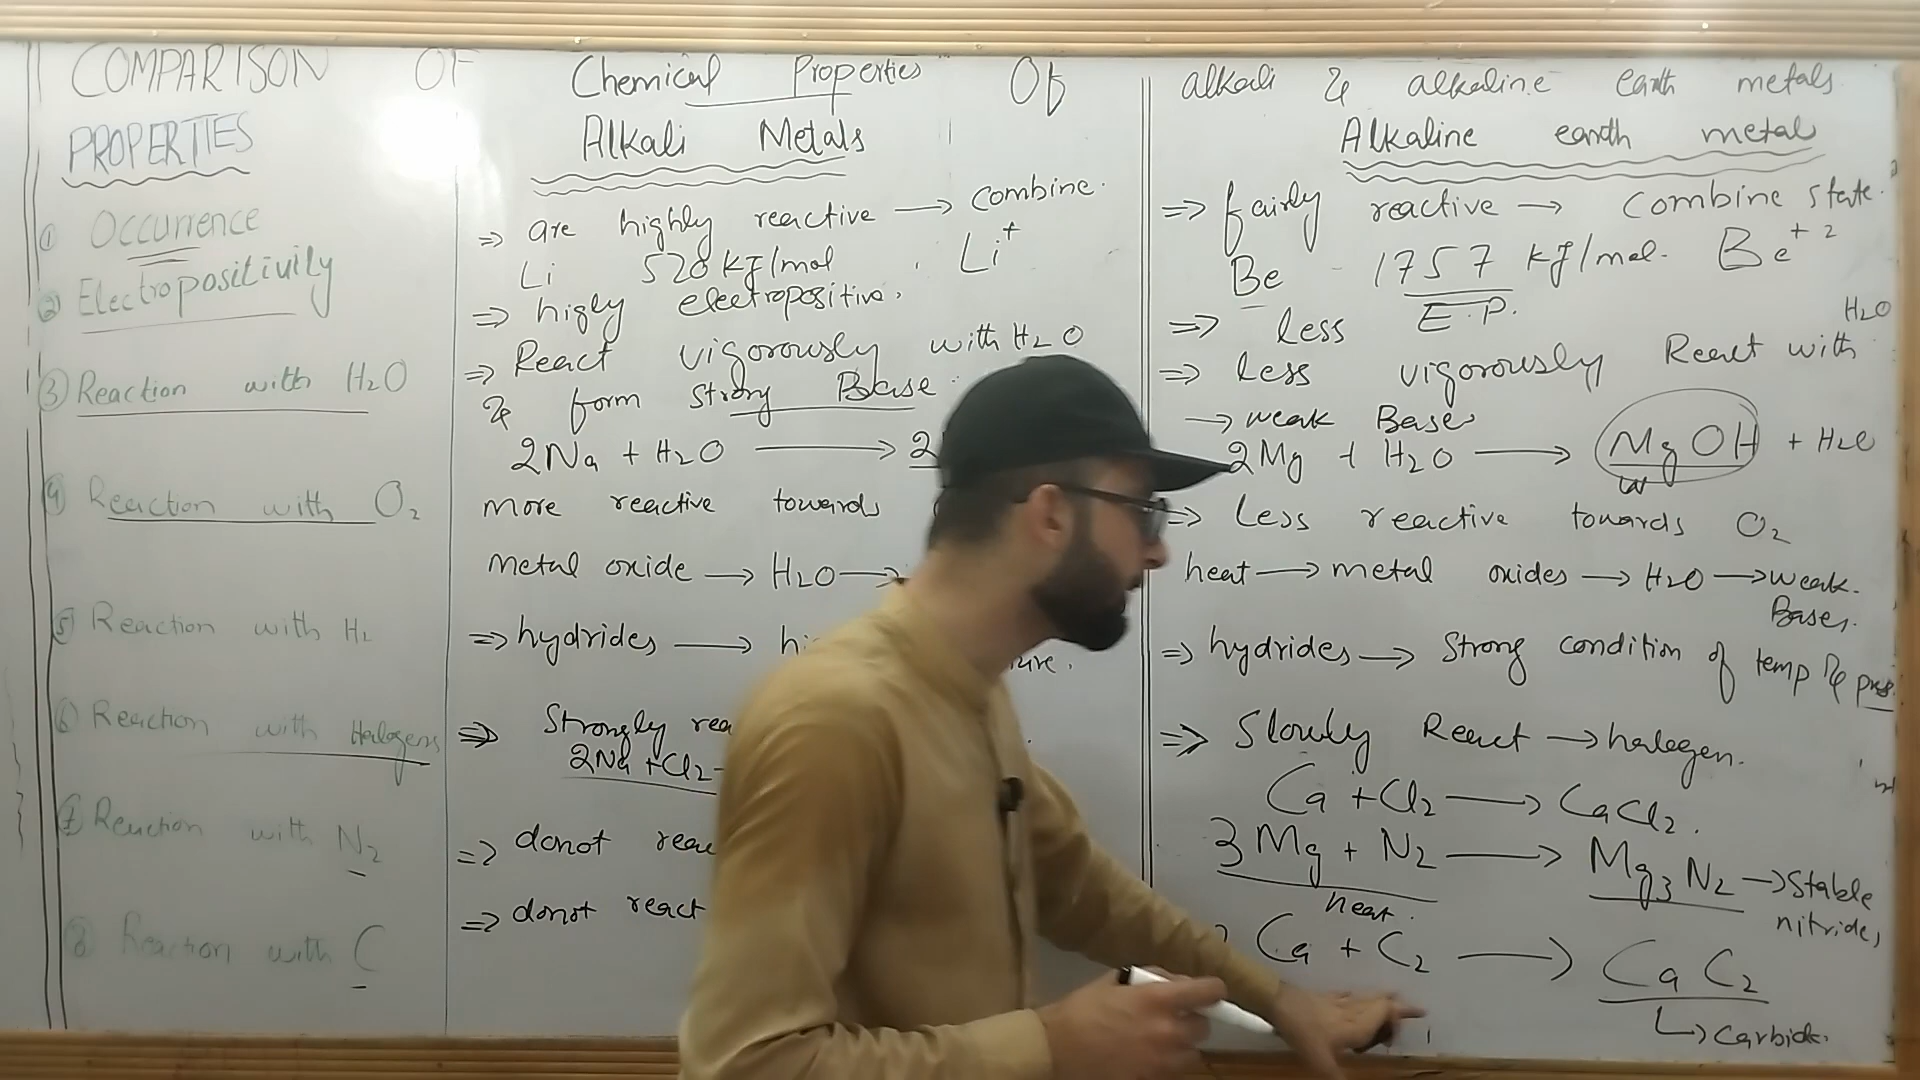 COMPARISON OF Chemical Properties Of alkali & alkaline earth metals
PROPERTIES
① Occurrence
② Electropositivity
③ Reaction with H2O
④ Reaction with O2
⑤ Reaction with H2
⑥ Reaction with Halogens
⑦ Reaction with N2
⑧ Reaction with C
Alkali Metals
⇒ are highly reactive → combine.
Li 520 kJ/mol. Li+
⇒ higly electropositive.
⇒ React vigorously with H2O
& form strong Base
2Na + H2O → 2
more reactive towards
metal oxide → H2O →
⇒ hydrides →
⇒ Strongly
2Na + Cl2
⇒ donot
⇒ donot react
Alkaline earth metal
⇒ fairly reactive → combine state.
Be - 1757 kJ/mol. Be+2
⇒ less E.P.
⇒ less vigorously React with H2O
→ weak Bases
2Mg + H2O → MgOH + H2O
w
⇒ Less reactive towards O2
heat → metal oxides → H2O → weak.
Bases.
⇒ hydrides → Strong condition of temp & pres.
⇒ Slowly React → halogen.
Ca + Cl2 → CaCl2.
3Mg + N2 → Mg3N2 → Stable
heat. nitrides
Ca + C2 → CaC2
↳ Carbide.